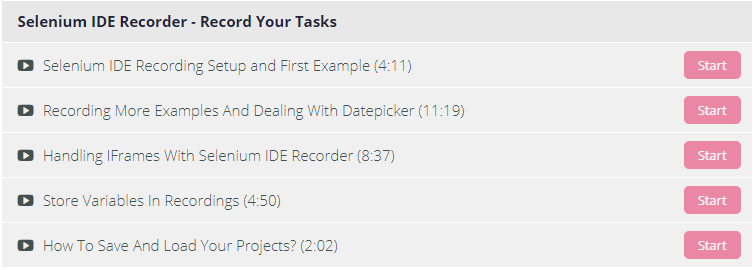 Selenium IDE Recorder - Record Your Tasks
Selenium IDE Recording Setup and First Example (4:11)
Start
Recording More Examples And Dealing With Datepicker (11:19)
Start
Handling IFrames With Selenium IDE Recorder (8:37)
Start
Store Variables In Recordings (4:50)
Start
How To Save And Load Your Projects? (2:02)
Start